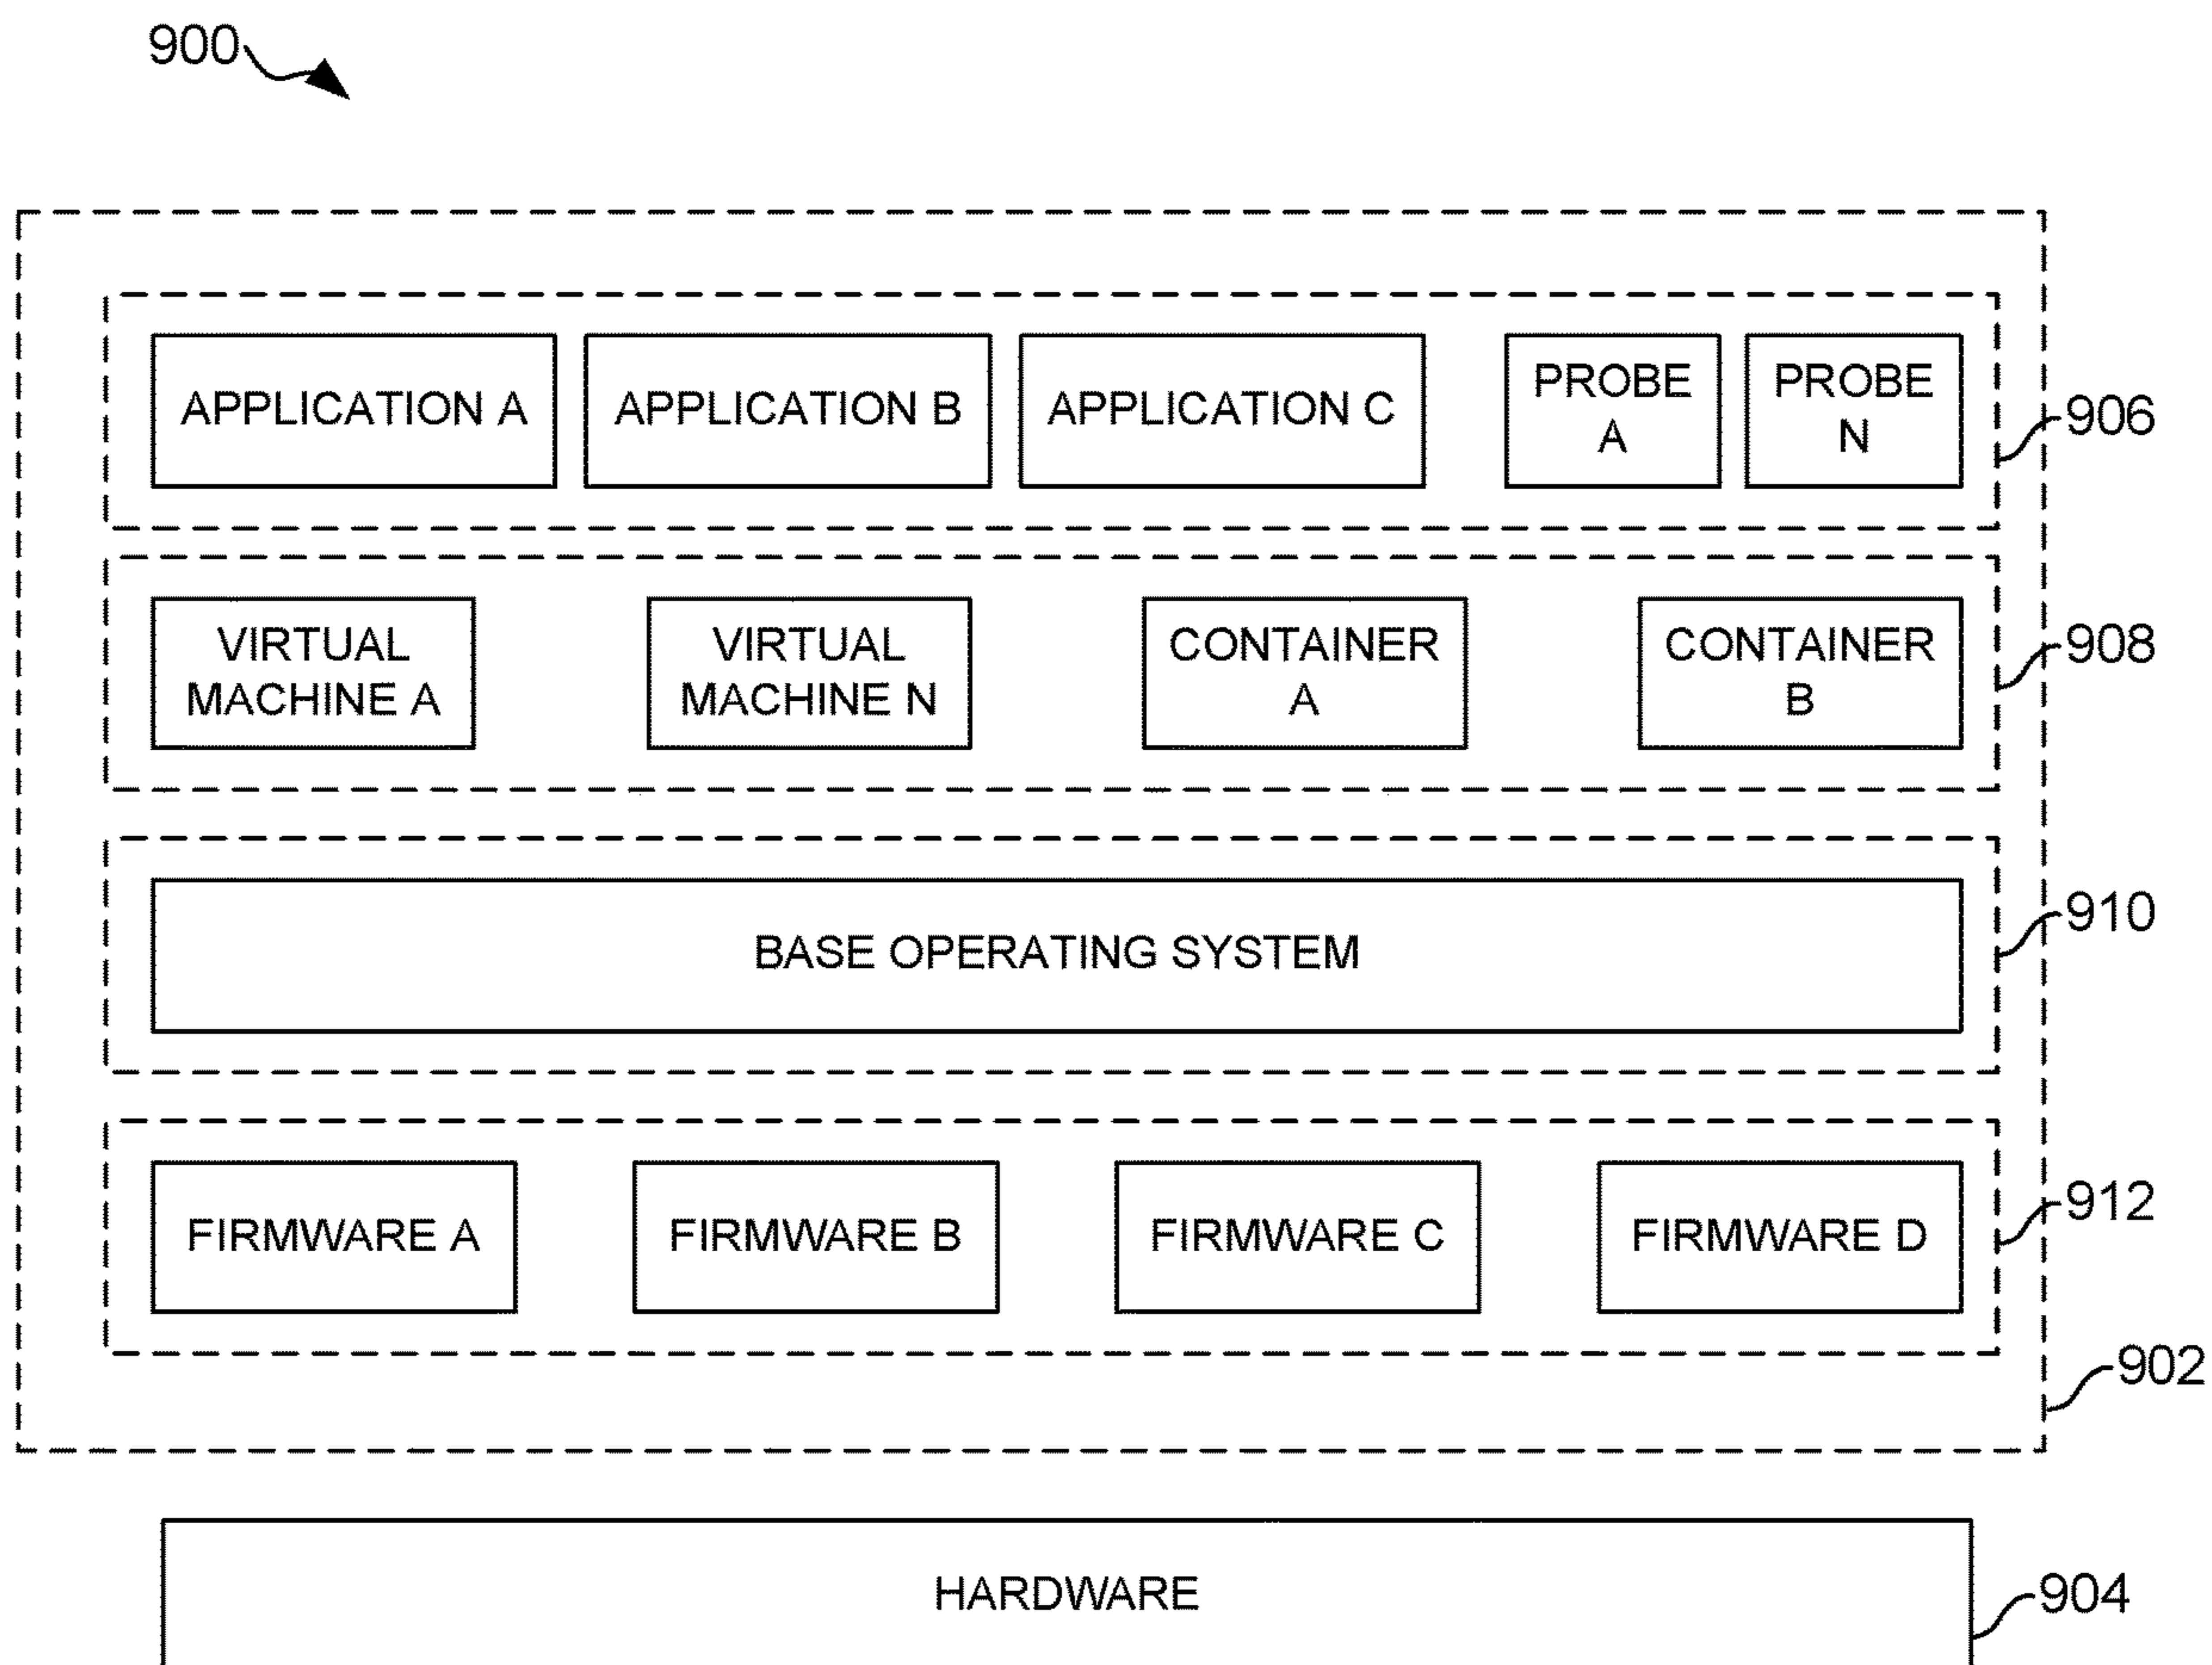 900
APPLICATION A
APPLICATION B
APPLICATION C
PROBE
A
PROBE
N
906
VIRTUAL
MACHINE A
VIRTUAL
MACHINE N
CONTAINER
A
CONTAINER
B
908
BASE OPERATING SYSTEM
910
FIRMWARE A
FIRMWARE B
FIRMWARE C
FIRMWARE D
912
902
HARDWARE
904